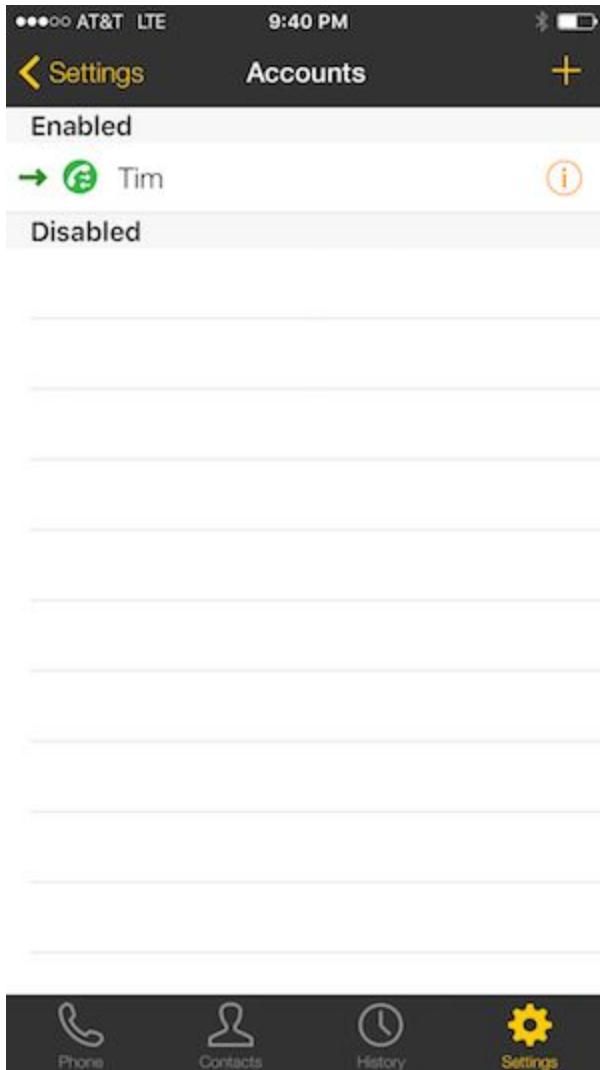 AT&T LTE 9:40 PM
Settings Accounts
Enabled
Tim
Disabled
Phone Contacts History Settings